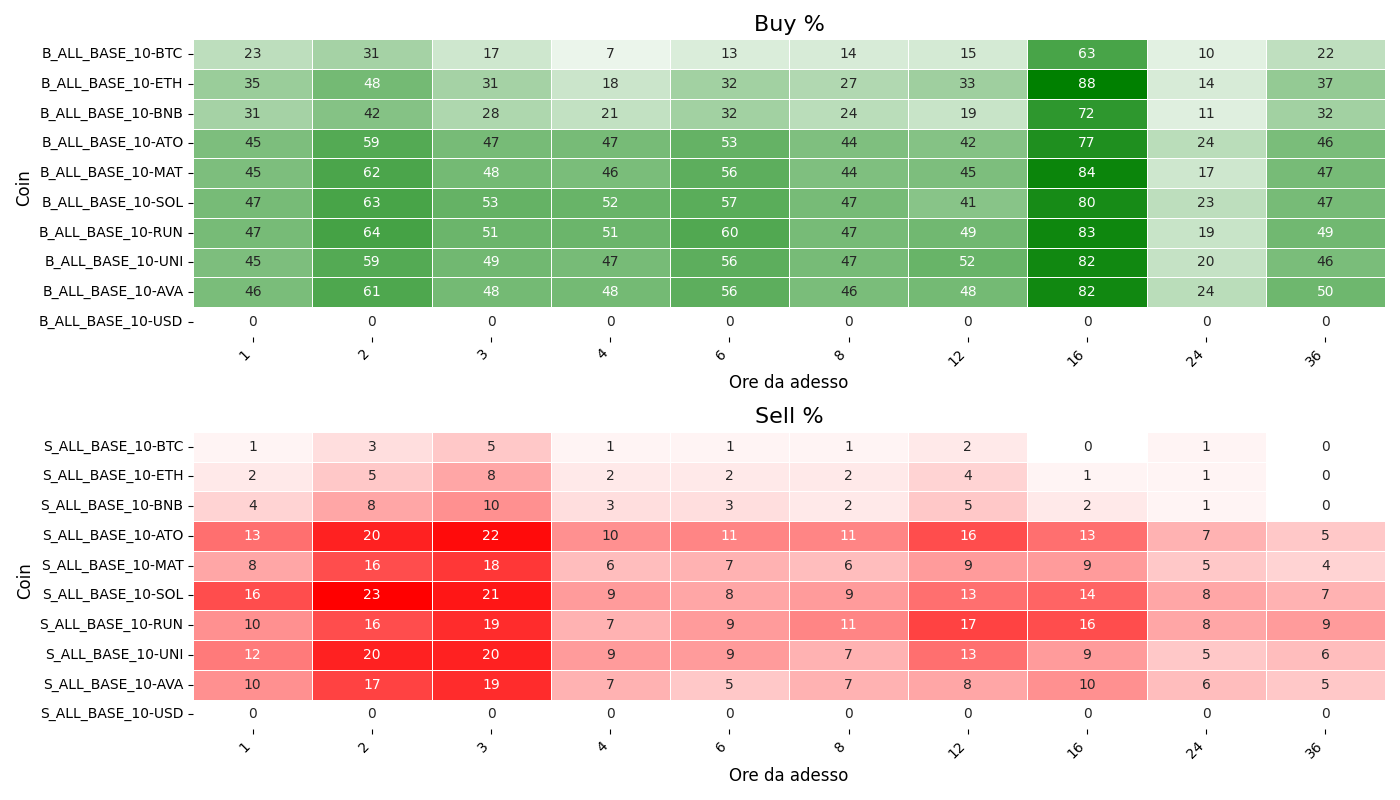 Buy %
Coin
B_ALL_BASE_10-BTC 23 31 17 7 13 14 15 63 10 22
B_ALL_BASE_10-ETH 35 48 31 18 32 27 33 88 14 37
B_ALL_BASE_10-BNB 31 42 28 21 32 24 19 72 11 32
B_ALL_BASE_10-ATO 45 59 47 47 53 44 42 77 24 46
B_ALL_BASE_10-MAT 45 62 48 46 56 44 45 84 17 47
B_ALL_BASE_10-SOL 47 63 53 52 57 47 41 80 23 47
B_ALL_BASE_10-RUN 47 64 51 51 60 47 49 83 19 49
B_ALL_BASE_10-UNI 45 59 49 47 56 47 52 82 20 46
B_ALL_BASE_10-AVA 46 61 48 48 56 46 48 82 24 50
B_ALL_BASE_10-USD 0 0 0 0 0 0 0 0 0 0
1 2 3 4 6 8 12 16 24 36
Ore da adesso
Sell %
Coin
S_ALL_BASE_10-BTC 1 3 5 1 1 1 2 0 1 0
S_ALL_BASE_10-ETH 2 5 8 2 2 2 4 1 1 0
S_ALL_BASE_10-BNB 4 8 10 3 3 2 5 2 1 0
S_ALL_BASE_10-ATO 13 20 22 10 11 11 16 13 7 5
S_ALL_BASE_10-MAT 8 16 18 6 7 6 9 9 5 4
S_ALL_BASE_10-SOL 16 23 21 9 8 9 13 14 8 7
S_ALL_BASE_10-RUN 10 16 19 7 9 11 17 16 8 9
S_ALL_BASE_10-UNI 12 20 20 9 9 7 13 9 5 6
S_ALL_BASE_10-AVA 10 17 19 7 5 7 8 10 6 5
S_ALL_BASE_10-USD 0 0 0 0 0 0 0 0 0 0
1 2 3 4 6 8 12 16 24 36
Ore da adesso